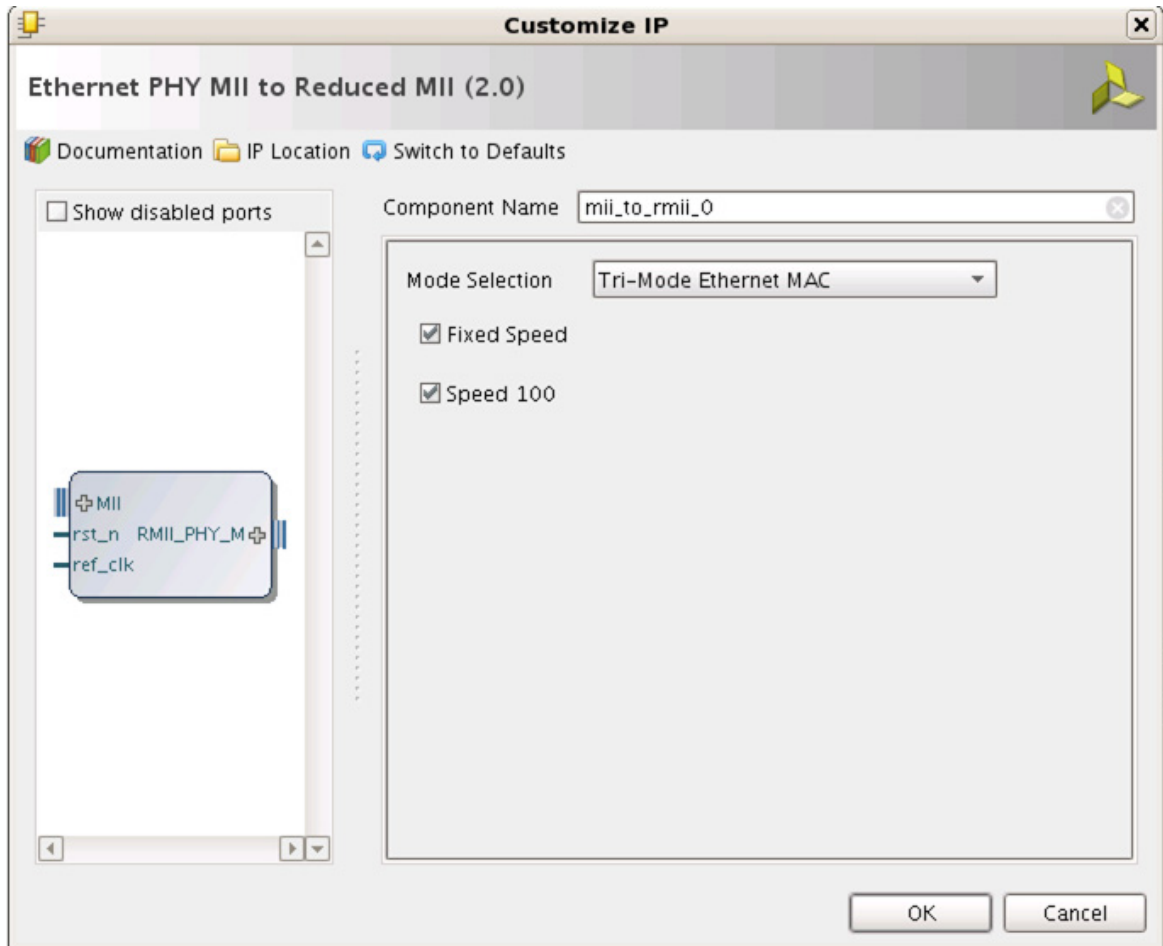 Customize IP
Ethernet PHY MII to Reduced MII (2.0)
Documentation IP Location Switch to Defaults
Show disabled ports
Component Name mii_to_rmii_0
Mode Selection Tri-Mode Ethernet MAC
Fixed Speed
Speed 100
MII
rst_n RMII_PHY_M
ref_clk
OK Cancel